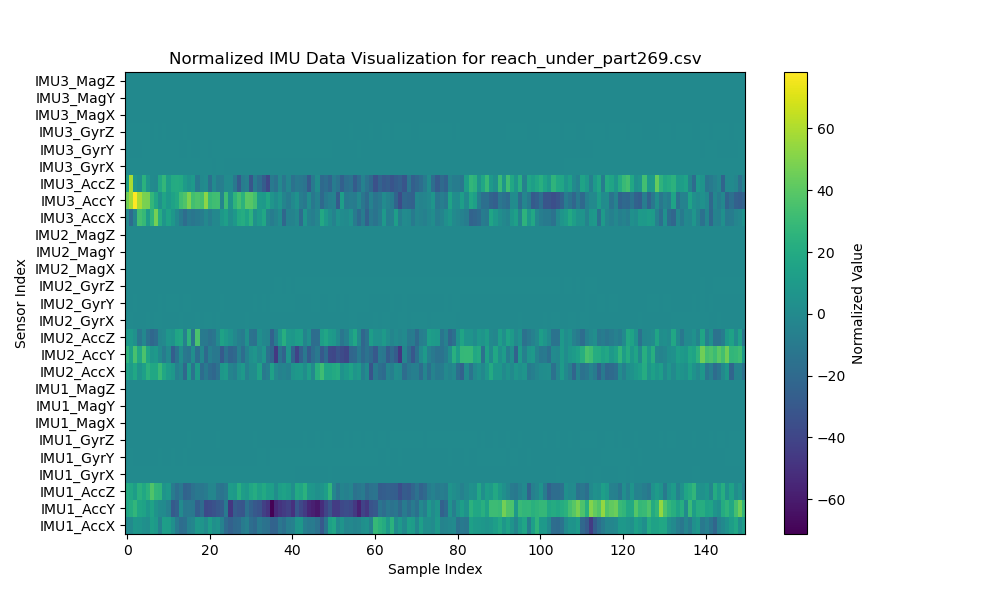 Normalized IMU Data Visualization for reach_under_part269.csv
IMU3_MagZ
IMU3_MagY
IMU3_MagX
IMU3_GyrZ
IMU3_GyrY
IMU3_GyrX
IMU3_AccZ
IMU3_AccY
IMU3_AccX
IMU2_MagZ
IMU2_MagY
IMU2_MagX
IMU2_GyrZ
IMU2_GyrY
IMU2_GyrX
IMU2_AccZ
IMU2_AccY
IMU2_AccX
IMU1_MagZ
IMU1_MagY
IMU1_MagX
IMU1_GyrZ
IMU1_GyrY
IMU1_GyrX
IMU1_AccZ
IMU1_AccY
IMU1_AccX
Sensor Index
0 20 40 60 80 100 120 140
Sample Index
60
40
20
0
−20
−40
−60
Normalized Value